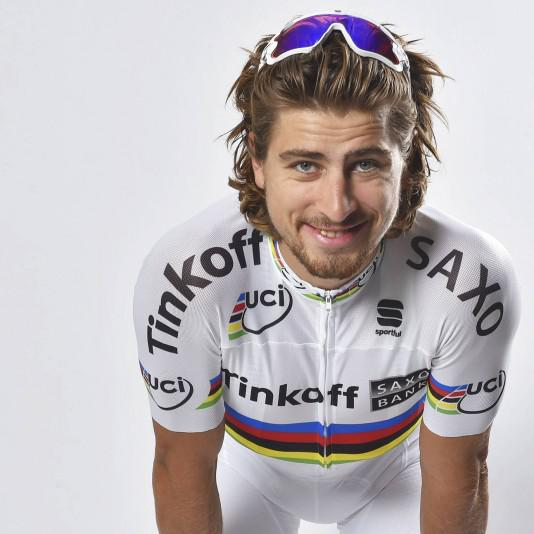 Tinkoff
SAXO
UCI
sportful
UCI
Tinkoff
SAXO
BANK
UCI